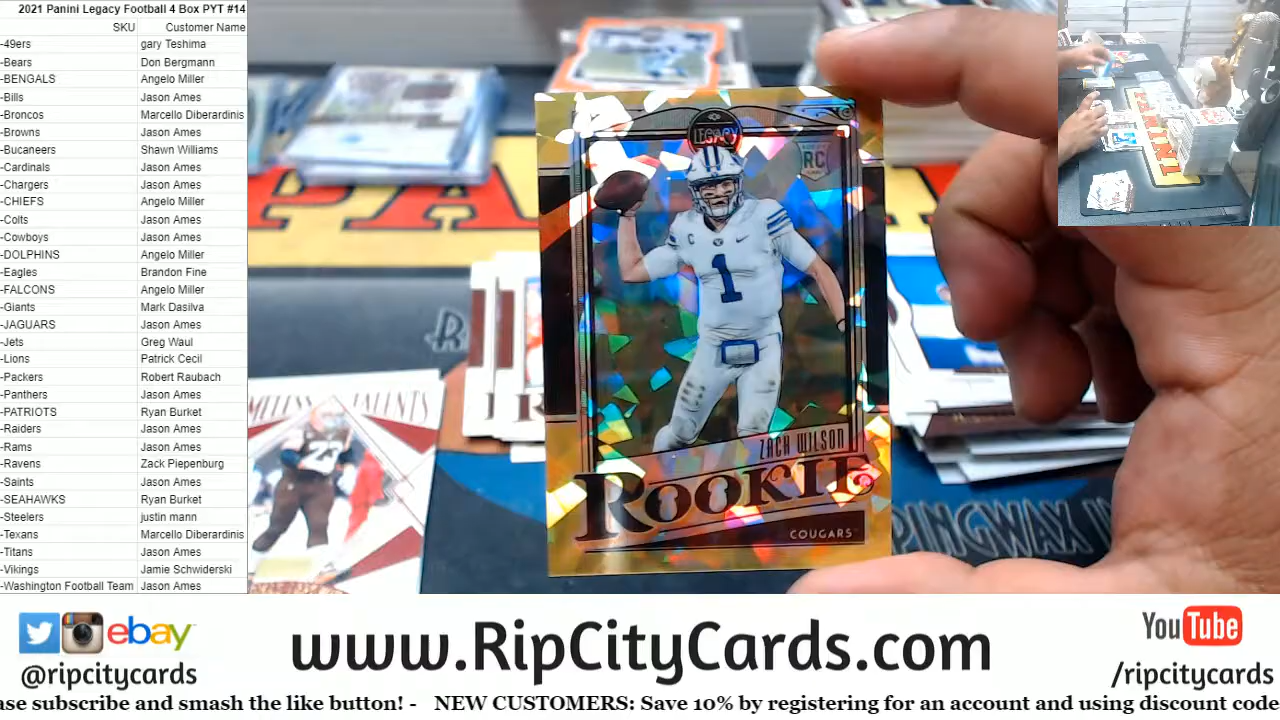 2021 Panini Legacy Football 4 Box PYT #14
SKU Customer Name
-49ers gary Teshima
-Bears Don Bergmann
-BENGALS Angelo Miller
-Bills Jason Ames
-Broncos Marcello Diberardinis
-Browns Jason Ames
-Bucaneers Shawn Williams
-Cardinals Jason Ames
-Chargers Jason Ames
-CHIEFS Angelo Miller
-Colts Jason Ames
-Cowboys Jason Ames
-DOLPHINS Angelo Miller
-Eagles Brandon Fine
-FALCONS Angelo Miller
-Giants Mark Dasilva
-JAGUARS Jason Ames
-Jets Greg Waul
-Lions Patrick Cecil
-Packers Robert Raubach
-Panthers Jason Ames
-PATRIOTS Ryan Burket
-Raiders Jason Ames
-Rams Jason Ames
-Ravens Zack Piepenburg
-Saints Jason Ames
-SEAHAWKS Ryan Burket
-Steelers justin mann
-Texans Marcello Diberardinis
-Titans Jason Ames
-Vikings Jamie Schwiderski
-Washington Football Team Jason Ames
LEGACY
RC
C
1
ZACH WILSON
ROOKIE
COUGARS
PANINI
ebay
@ripcitycards
www.RipCityCards.com
YouTube
/ripcitycards
ase subscribe and smash the like button! - NEW CUSTOMERS: Save 10% by registering for an account and using discount code